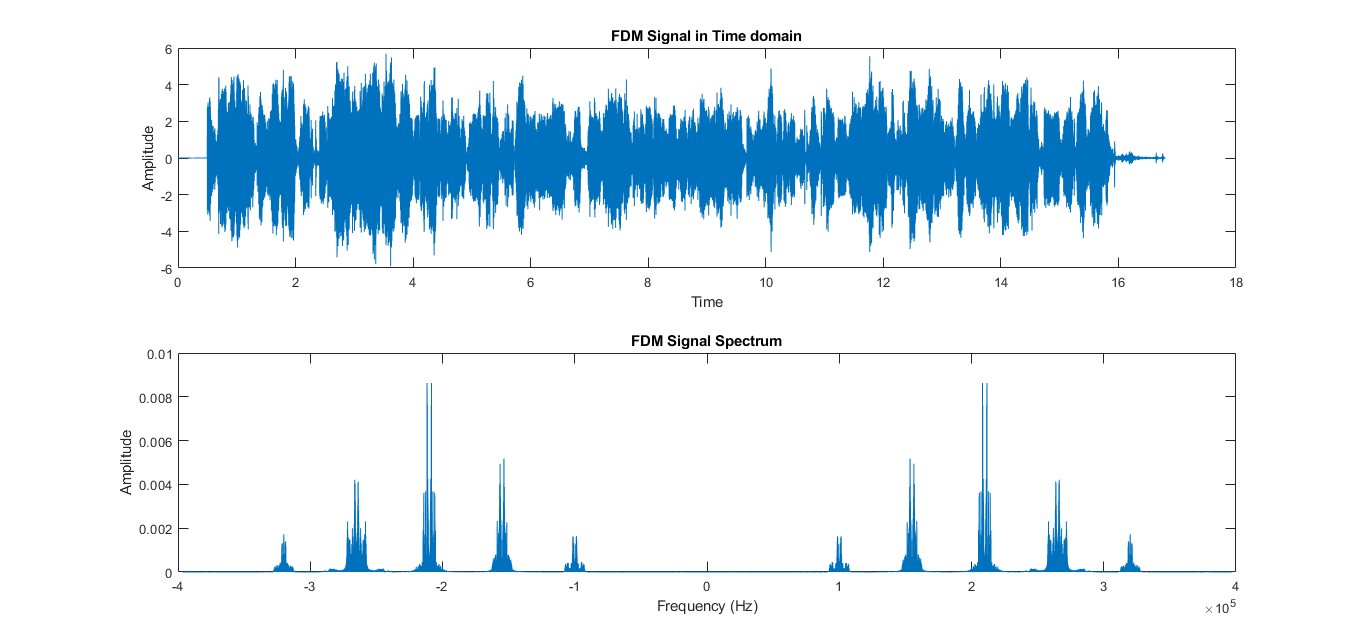 FDM Signal in Time domain
6
4
2
0
-2
-4
-6
Amplitude
0 2 4 6 8 10 12 14 16 18
Time
FDM Signal Spectrum
0.01
0.008
0.006
0.004
0.002
0
Amplitude
-4 -3 -2 -1 0 1 2 3 4
Frequency (Hz)
×10^5